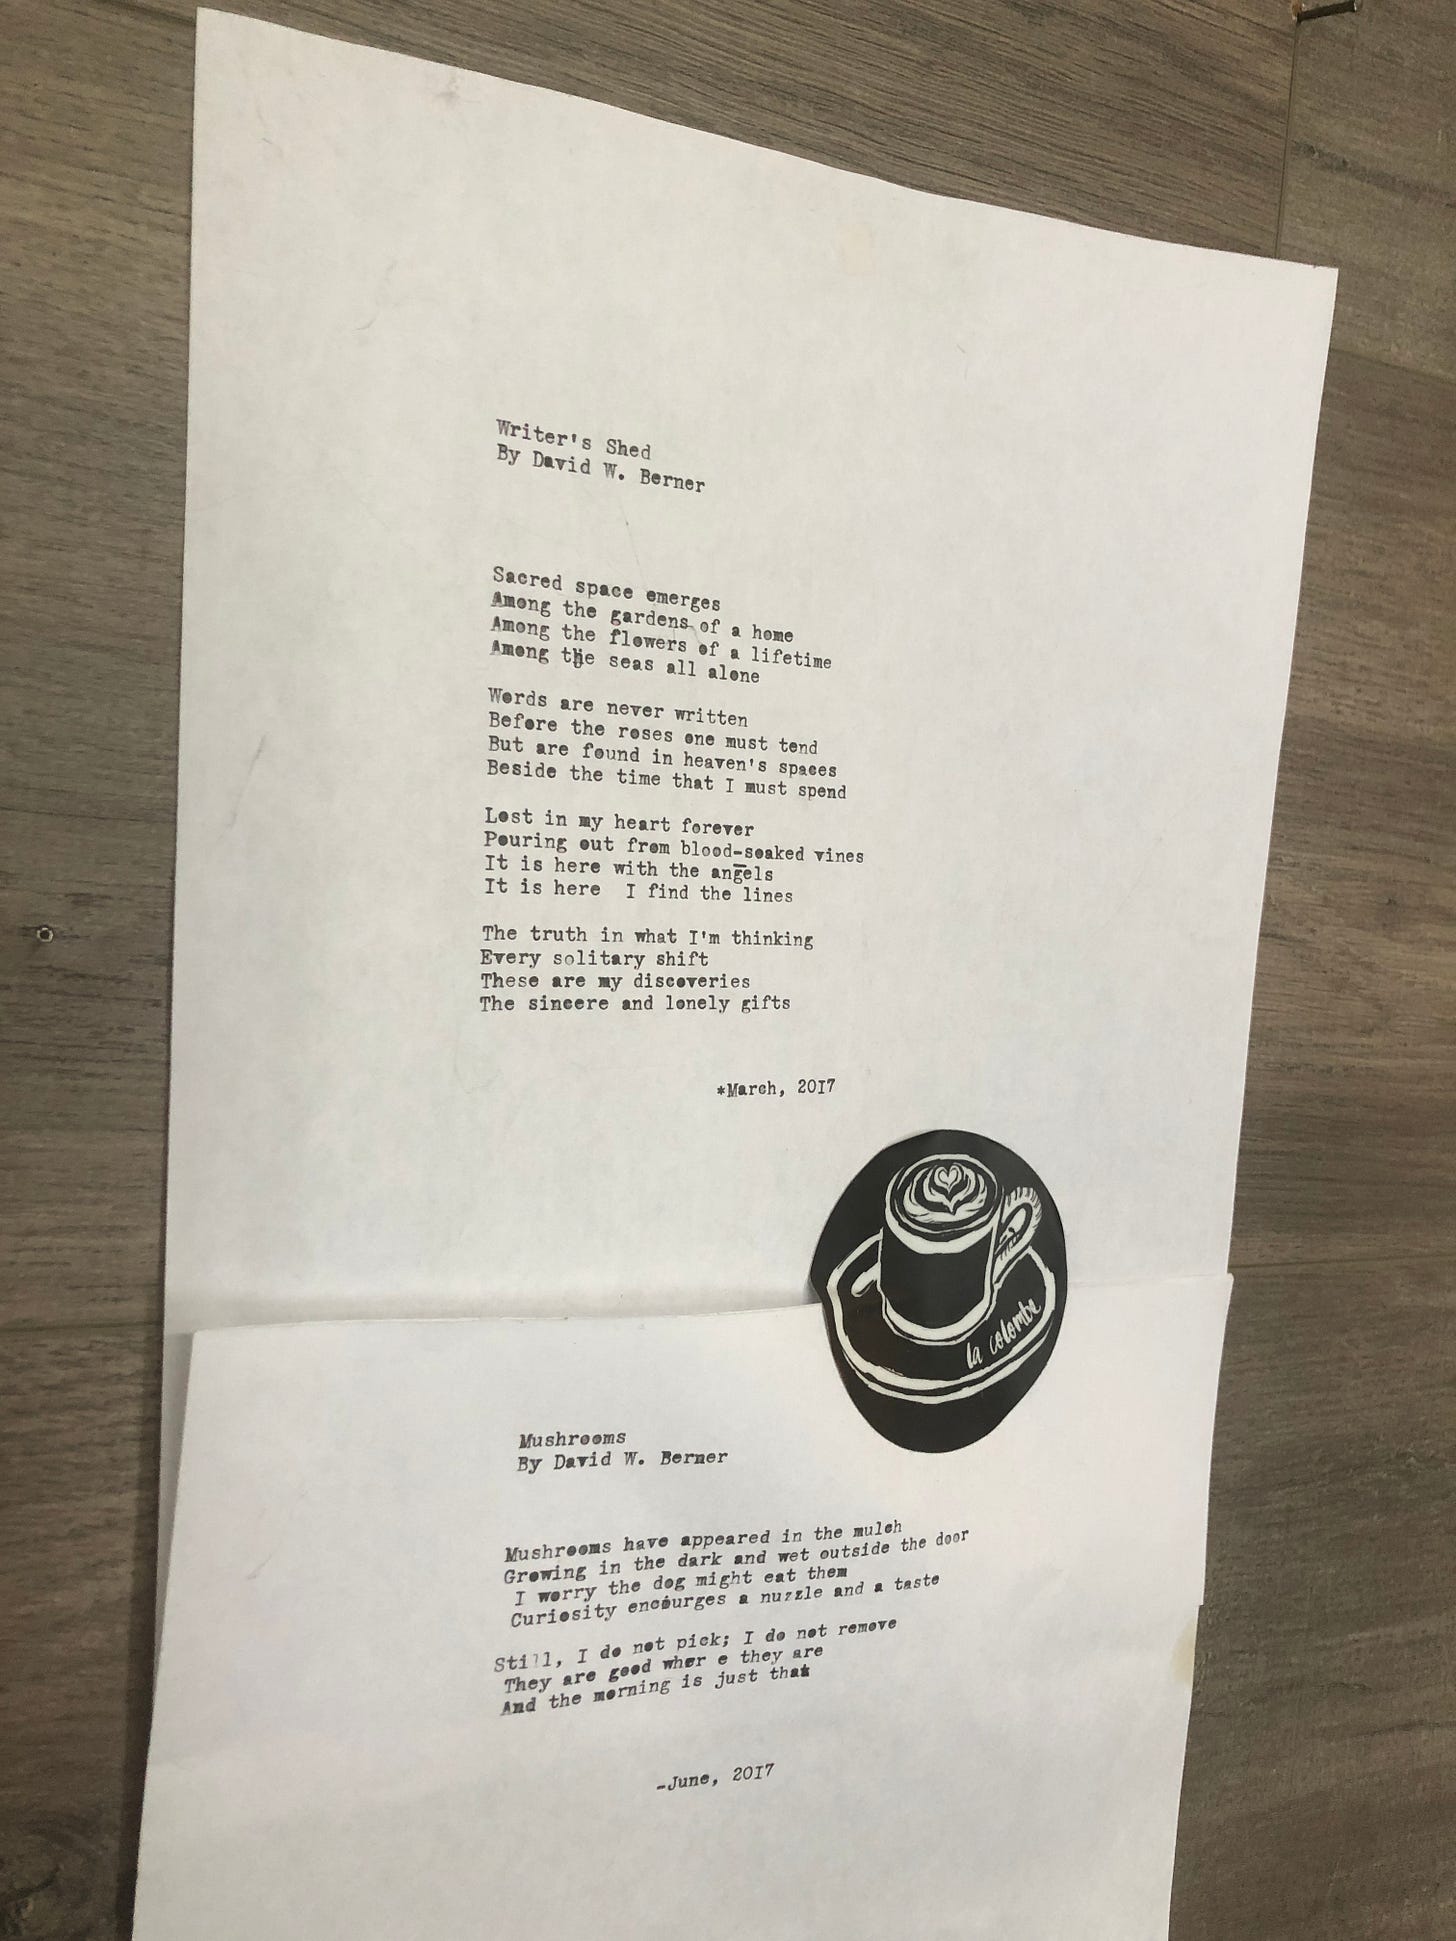 Writer's Shed
By David W. Berner
Sacred space emerges
Among the gardens of a home
Among the flowers of a lifetime
Among the seas all alone
Words are never written
Before the roses one must tend
But are found in heaven's spaces
Beside the time that I must spend
Lost in my heart forever
Pouring out from blood-soaked vines
It is here with the angels
It is here  I find the lines
The truth in what I'm thinking
Every solitary shift
These are my discoveries
The sincere and lonely gifts
*March, 2017
la colombe
Mushrooms
By David W. Berner
Mushrooms have appeared in the mulch
Growing in the dark and wet outside the door
I worry the dog might eat them
Curiosity encourges a nuzzle and a taste
Still, I do not pick; I do not remove
They are good wher e they are
And the morning is just that
-June, 2017